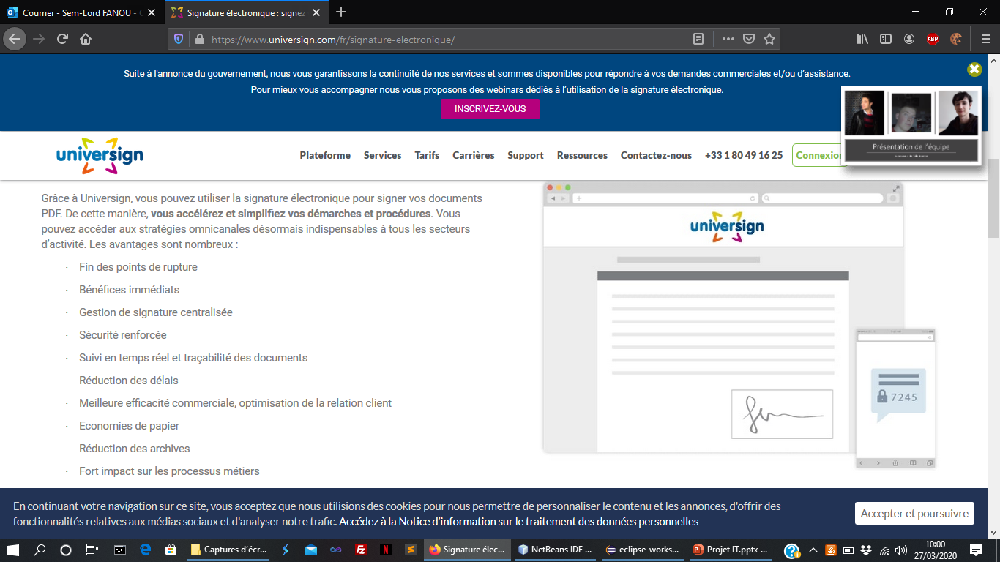 Courrier - Sem-Lord FANOU - 
Signature électronique : signez
https://www.universign.com/fr/signature-electronique/
ABP
Suite à l'annonce du gouvernement, nous vous garantissons la continuité de nos services et sommes disponibles pour répondre à vos demandes commerciales et/ou d'assistance.
Pour mieux vous accompagner nous vous proposons des webinars dédiés à l'utilisation de la signature électronique.
INSCRIVEZ-VOUS
Présentation de l'équipe
universign
Plateforme Services Tarifs Carrières Support Ressources Contactez-nous +33 1 80 49 16 25 Connexion
Grâce à Universign, vous pouvez utiliser la signature électronique pour signer vos documents
PDF. De cette manière, vous accélérez et simplifiez vos démarches et procédures. Vous
pouvez accéder aux stratégies omnicanales désormais indispensables à tous les secteurs
d'activité. Les avantages sont nombreux :
- Fin des points de rupture
- Bénéfices immédiats
- Gestion de signature centralisée
- Sécurité renforcée
- Suivi en temps réel et traçabilité des documents
- Réduction des délais
- Meilleure efficacité commerciale, optimisation de la relation client
- Economies de papier
- Réduction des archives
- Fort impact sur les processus métiers
universign
7245
En continuant votre navigation sur ce site, vous acceptez que nous utilisions des cookies pour nous permettre de personnaliser le contenu et les annonces, d'offrir des
fonctionnalités relatives aux médias sociaux et d'analyser notre trafic. Accédez à la Notice d'information sur le traitement des données personnelles
Accepter et poursuivre
Captures d'écr...
Signature élec...
NetBeans IDE ...
eclipse-works...
Projet IT.pptx ...
10:00
27/03/2020